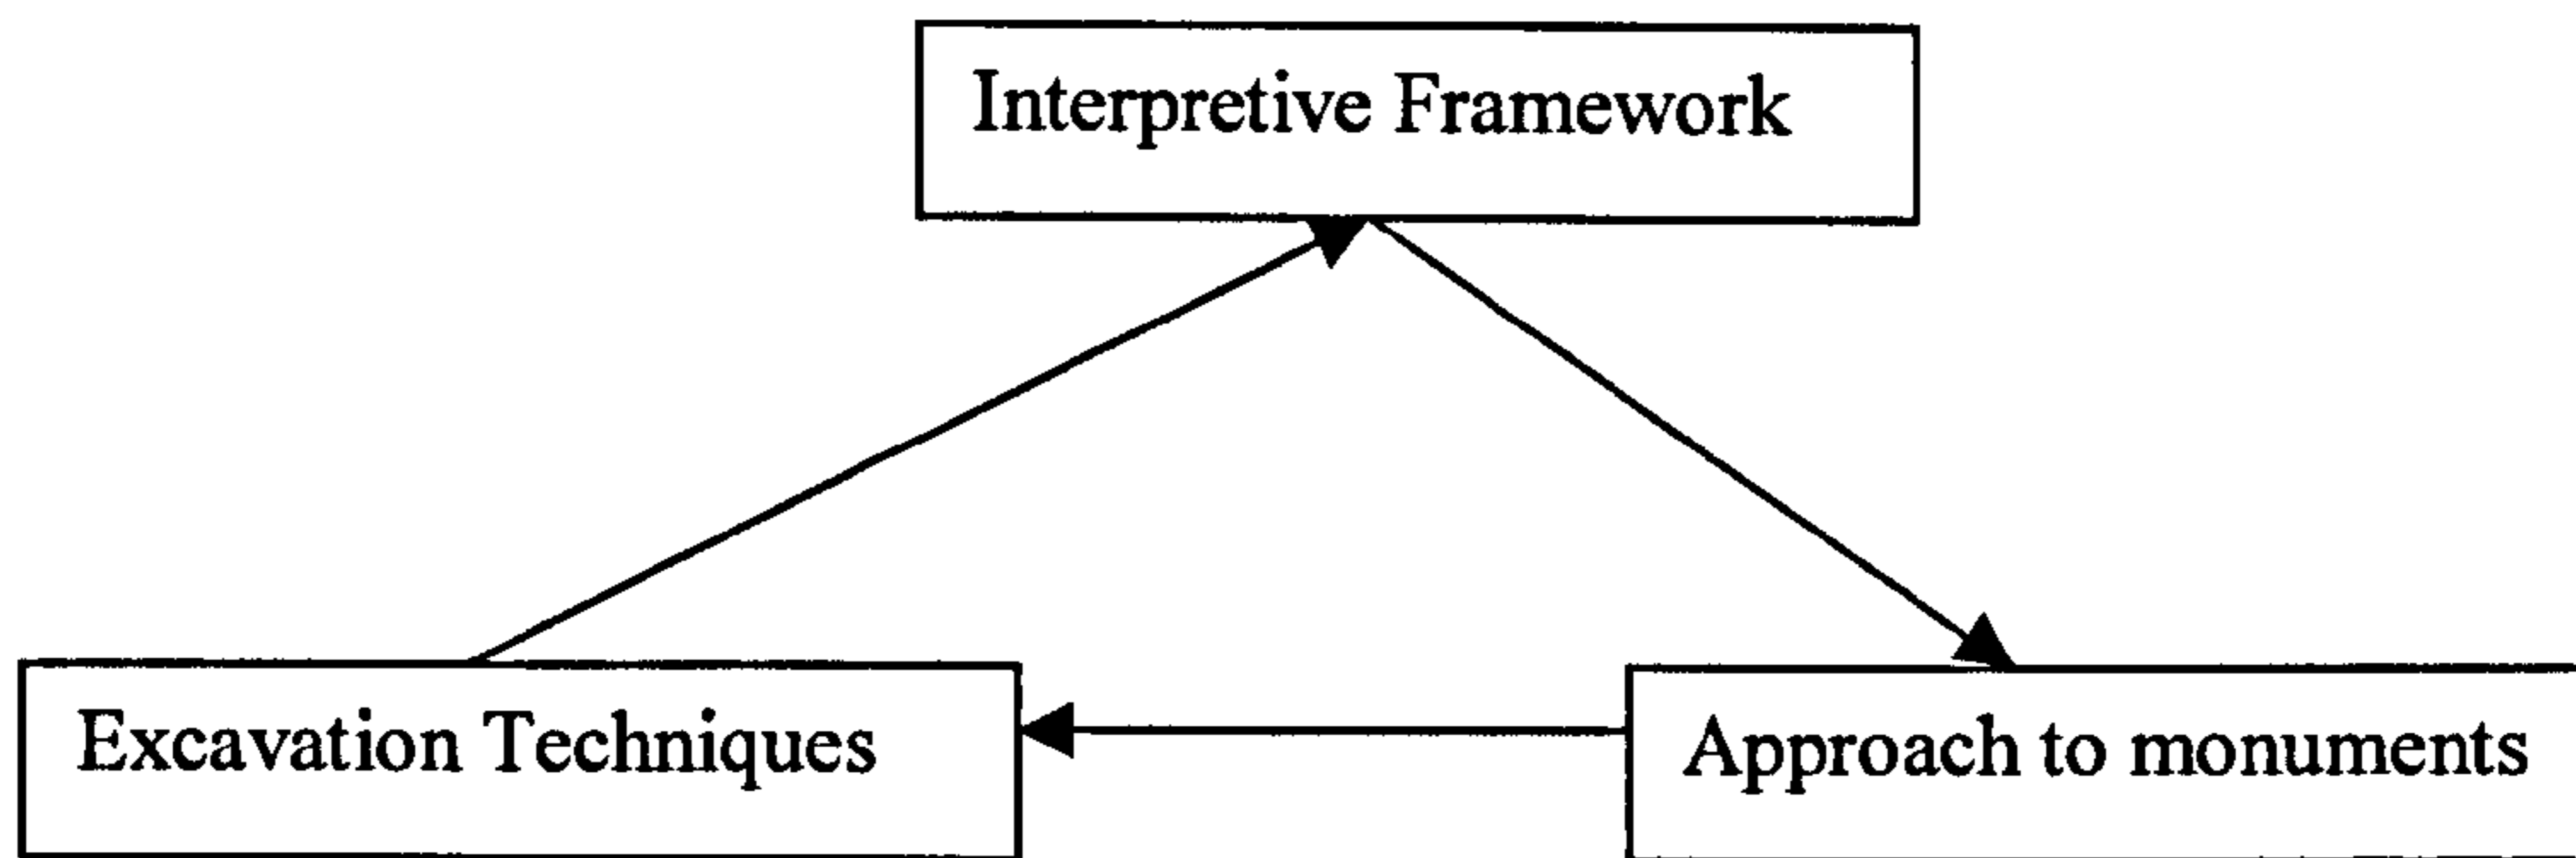 Interpretive Framework
Excavation Techniques
Approach to monuments